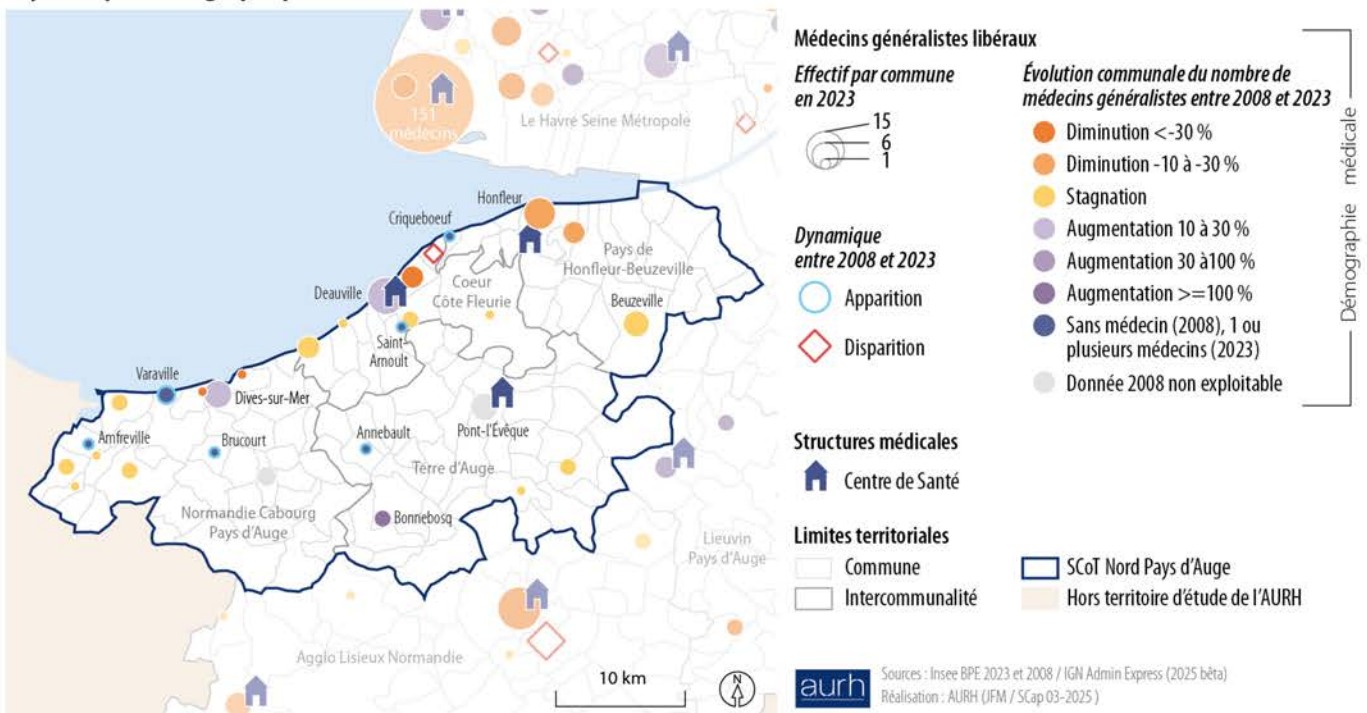 151
médecins
Le Havre Seine Métropole
Honfleur
Criqueboeuf
Pays de
Honfleur-Beuzeville
Coeur
Côte Fleurie
Deauville
Beuzeville
Saint-
Arnoult
Varaville
Dives-sur-Mer
Amfreville
Brucourt
Annebault
Pont-l'Évêque
Terre d'Auge
Normandie Cabourg
Pays d'Auge
Bonnebosq
Lieuvin
Pays d'Auge
Agglo Lisieux Normandie
10 km
N
Médecins généralistes libéraux
Effectif par commune
en 2023
15
6
1
Dynamique
entre 2008 et 2023
Apparition
Disparition
Évolution communale du nombre de
médecins généralistes entre 2008 et 2023
Diminution <-30 %
Diminution -10 à -30 %
Stagnation
Augmentation 10 à 30 %
Augmentation 30 à100 %
Augmentation >=100 %
Sans médecin (2008), 1 ou
plusieurs médecins (2023)
Donnée 2008 non exploitable
Démographie médicale
Structures médicales
Centre de Santé
Limites territoriales
Commune
Intercommunalité
SCoT Nord Pays d'Auge
Hors territoire d'étude de l'AURH
aurh
Sources : Insee BPE 2023 et 2008 / IGN Admin Express (2025 bêta)
Réalisation : AURH (JFM / SCap 03-2025 )